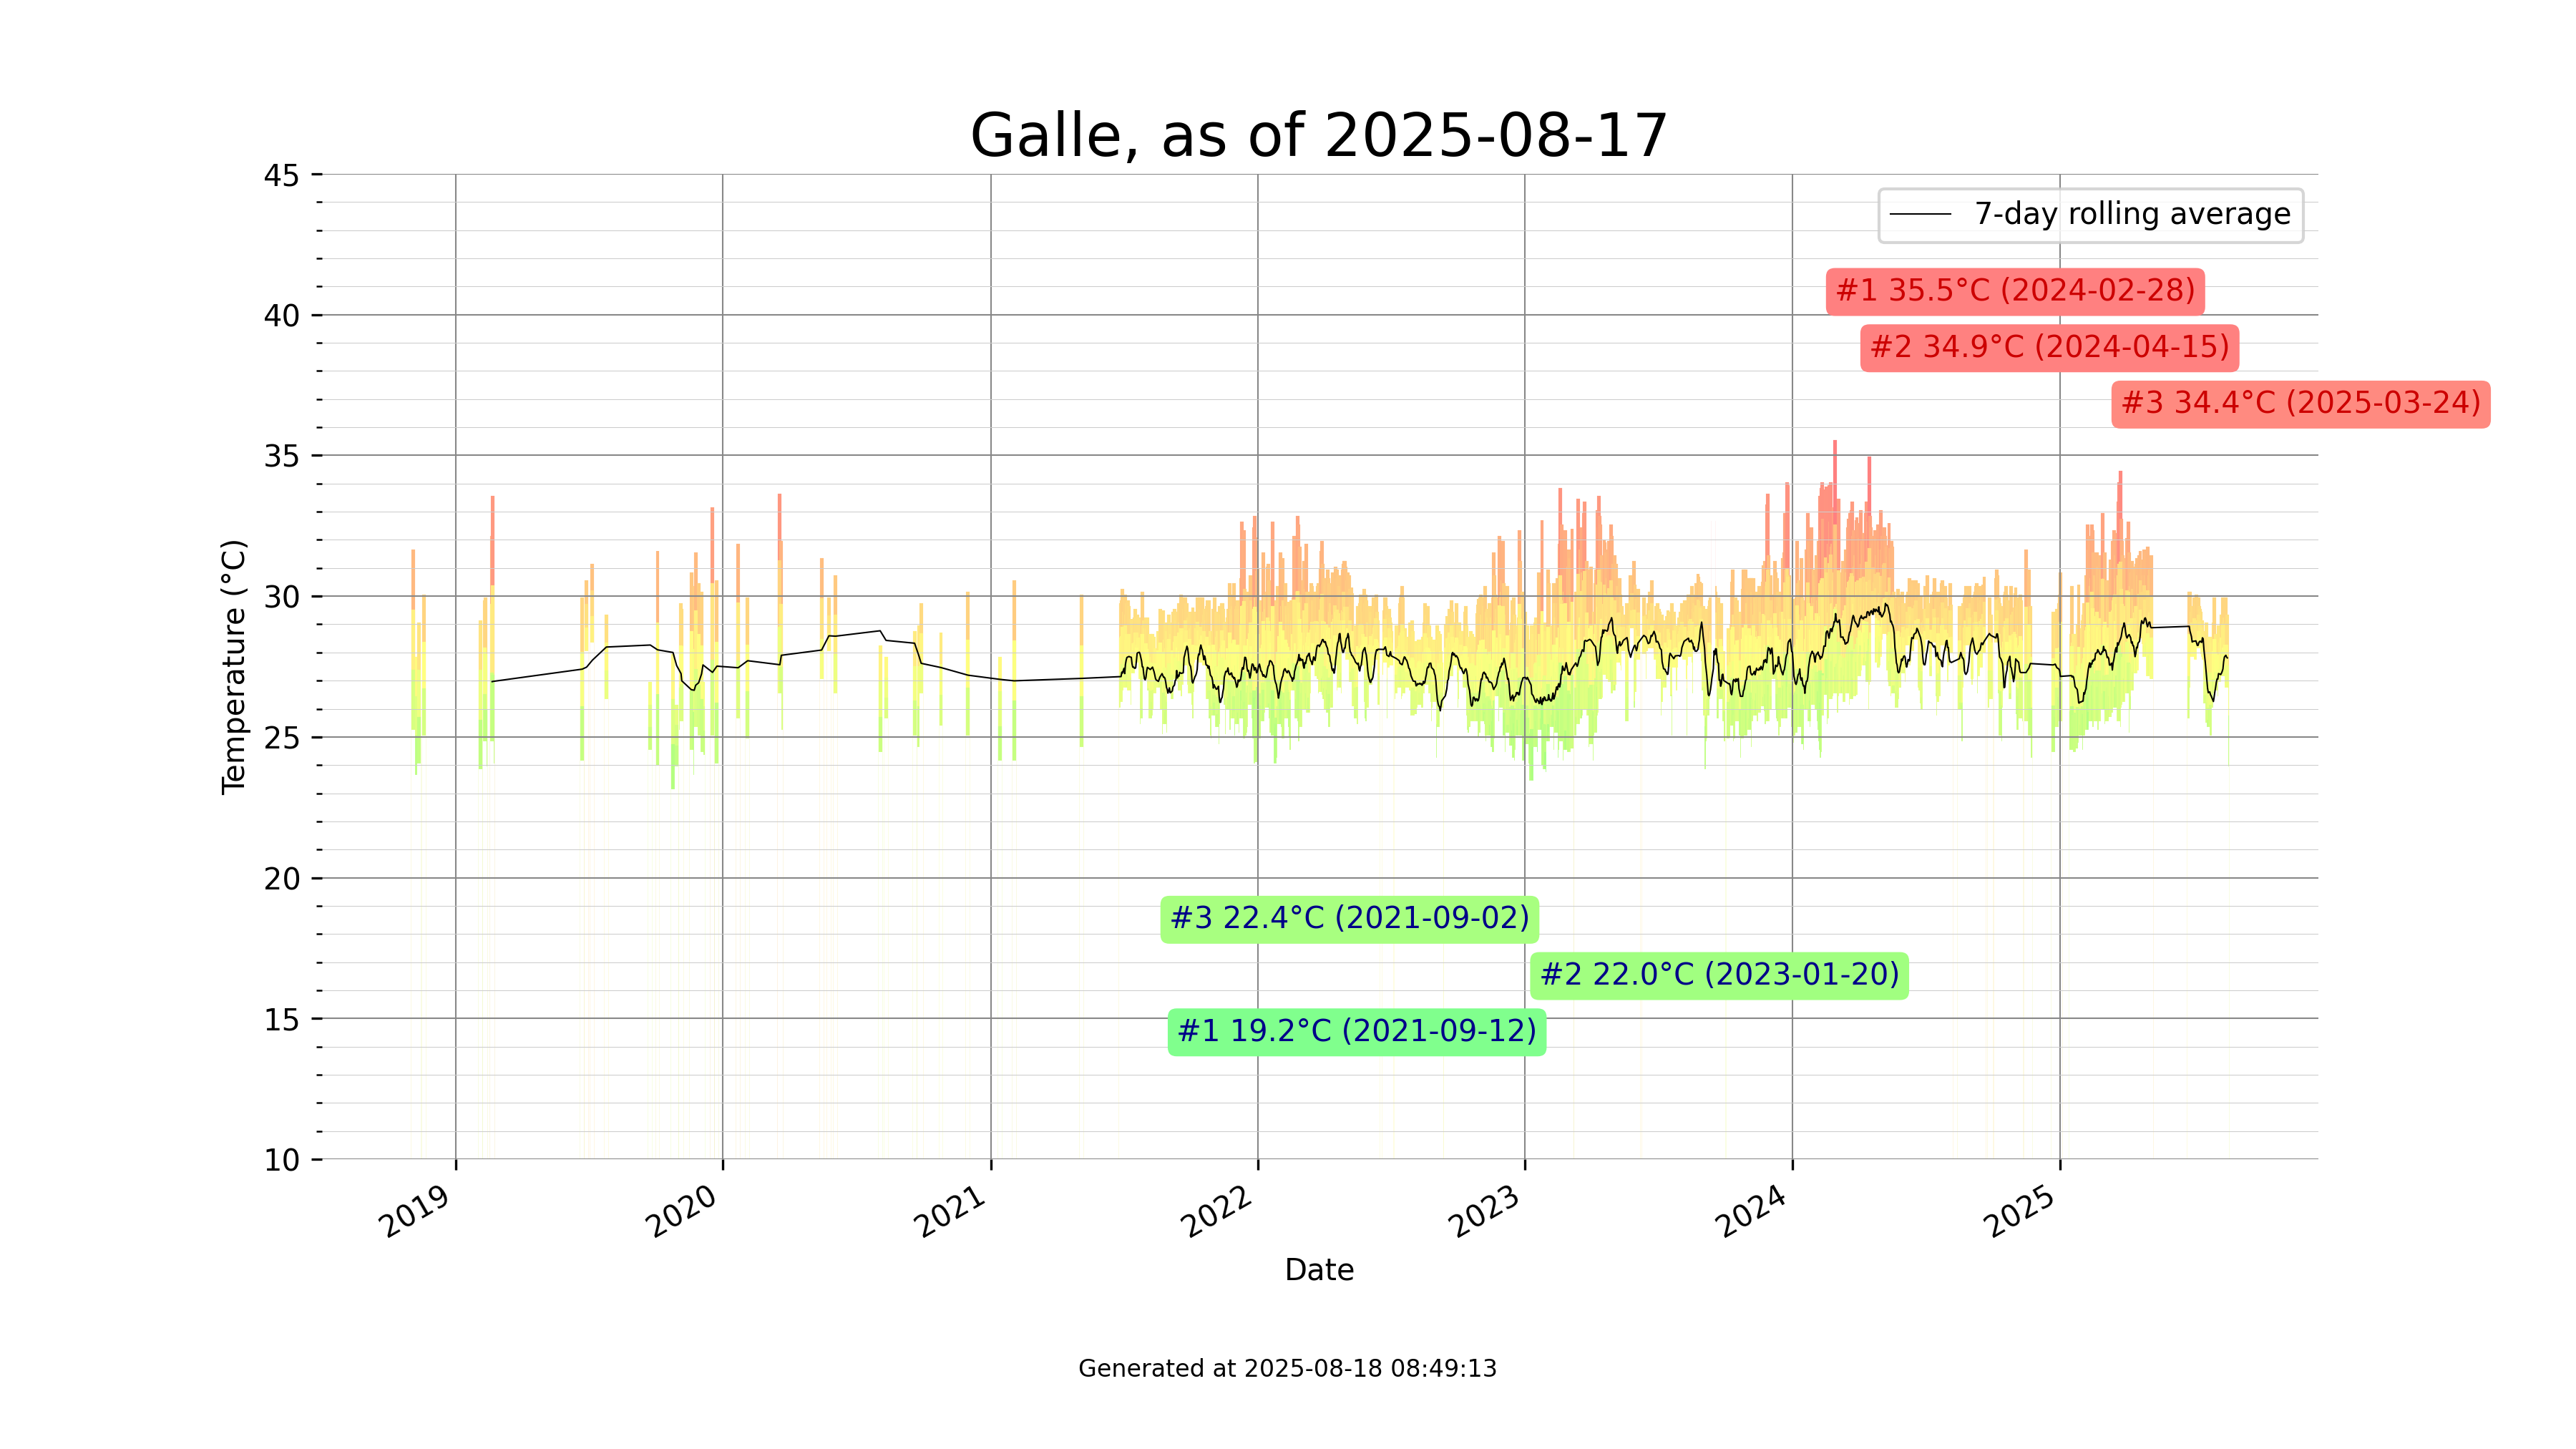 Galle, as of 2025-08-17
45
40
35
30
25
20
15
10
Temperature (°C)
7-day rolling average
#1 35.5°C (2024-02-28)
#2 34.9°C (2024-04-15)
#3 34.4°C (2025-03-24)
#3 22.4°C (2021-09-02)
#2 22.0°C (2023-01-20)
#1 19.2°C (2021-09-12)
2019
2020
2021
2022
2023
2024
2025
Date
Generated at 2025-08-18 08:49:13